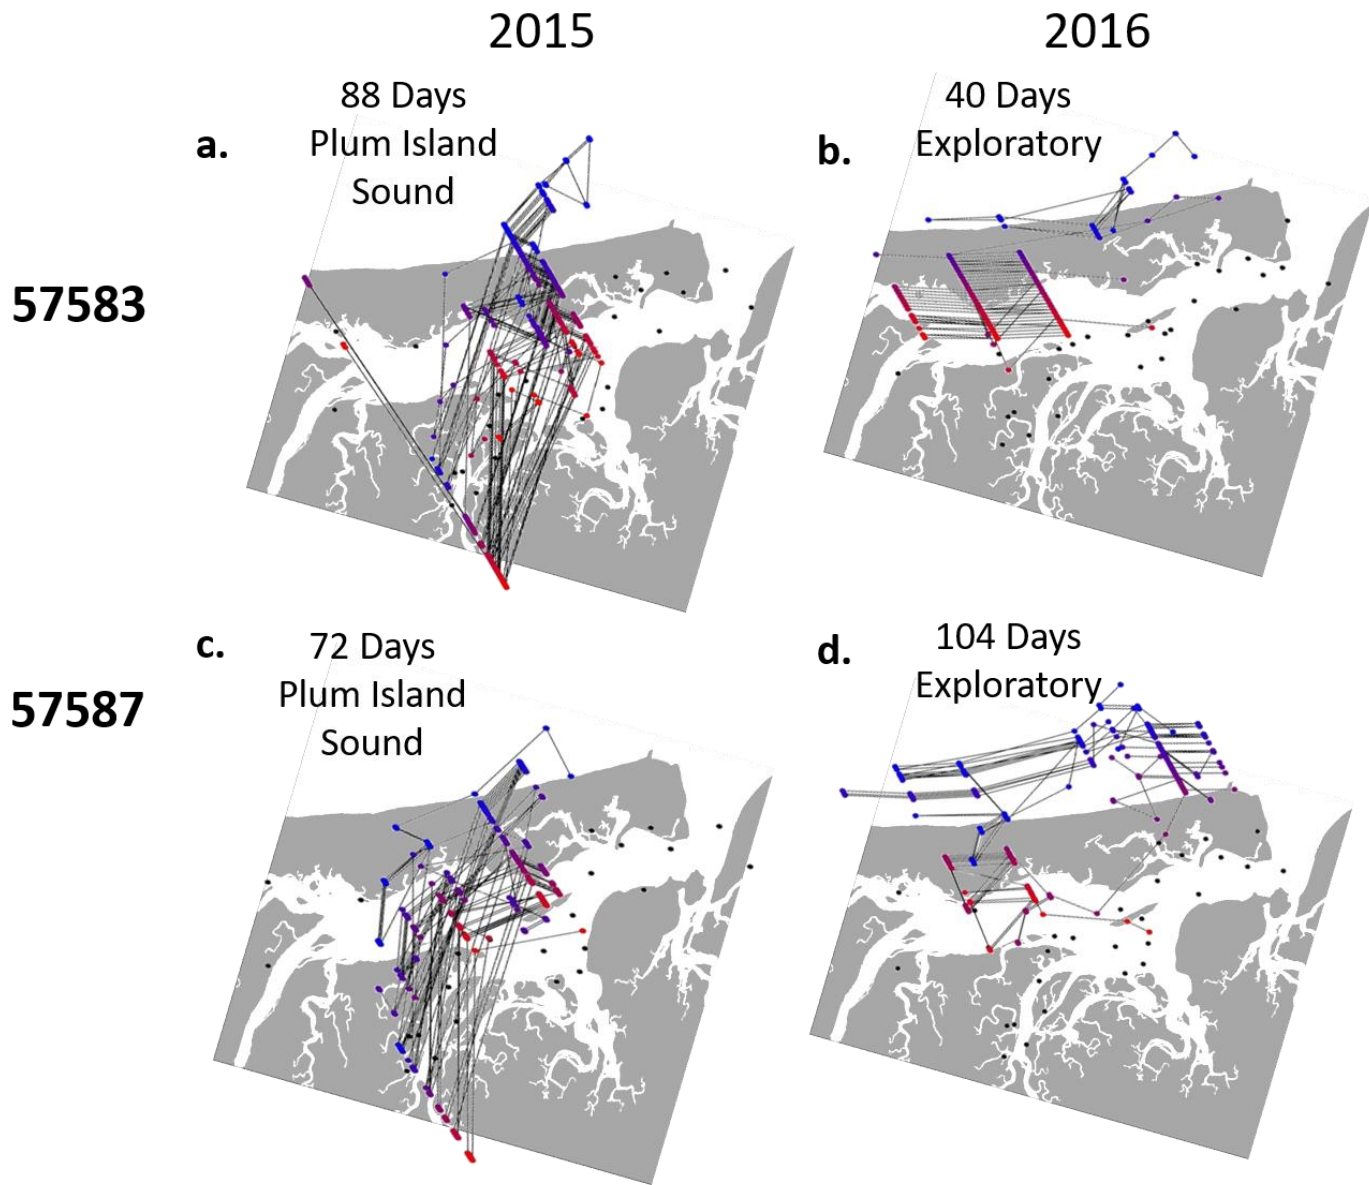 2015
2016
88 Days
Plum Island
Sound
a.
40 Days
Exploratory
b.
57583
c.
72 Days
Plum Island
Sound
104 Days
Exploratory
d.
57587